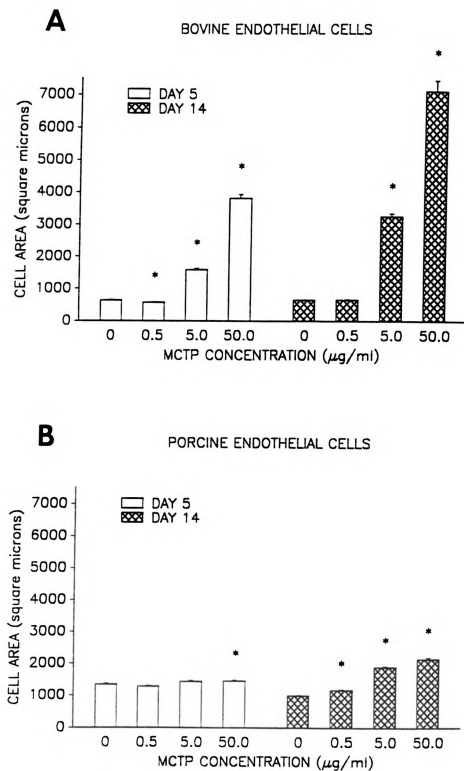 A
BOVINE ENDOTHELIAL CELLS
DAY 5
DAY 14
CELL AREA (square microns)
7000
6000
5000
4000
3000
2000
1000
0
*
*
*
*
*
0 0.5 5.0 50.0 0 0.5 5.0 50.0
MCTP CONCENTRATION (μg/ml)
B
PORCINE ENDOTHELIAL CELLS
DAY 5
DAY 14
CELL AREA (square microns)
7000
6000
5000
4000
3000
2000
1000
0
*
*
*
*
0 0.5 5.0 50.0 0 0.5 5.0 50.0
MCTP CONCENTRATION (μg/ml)